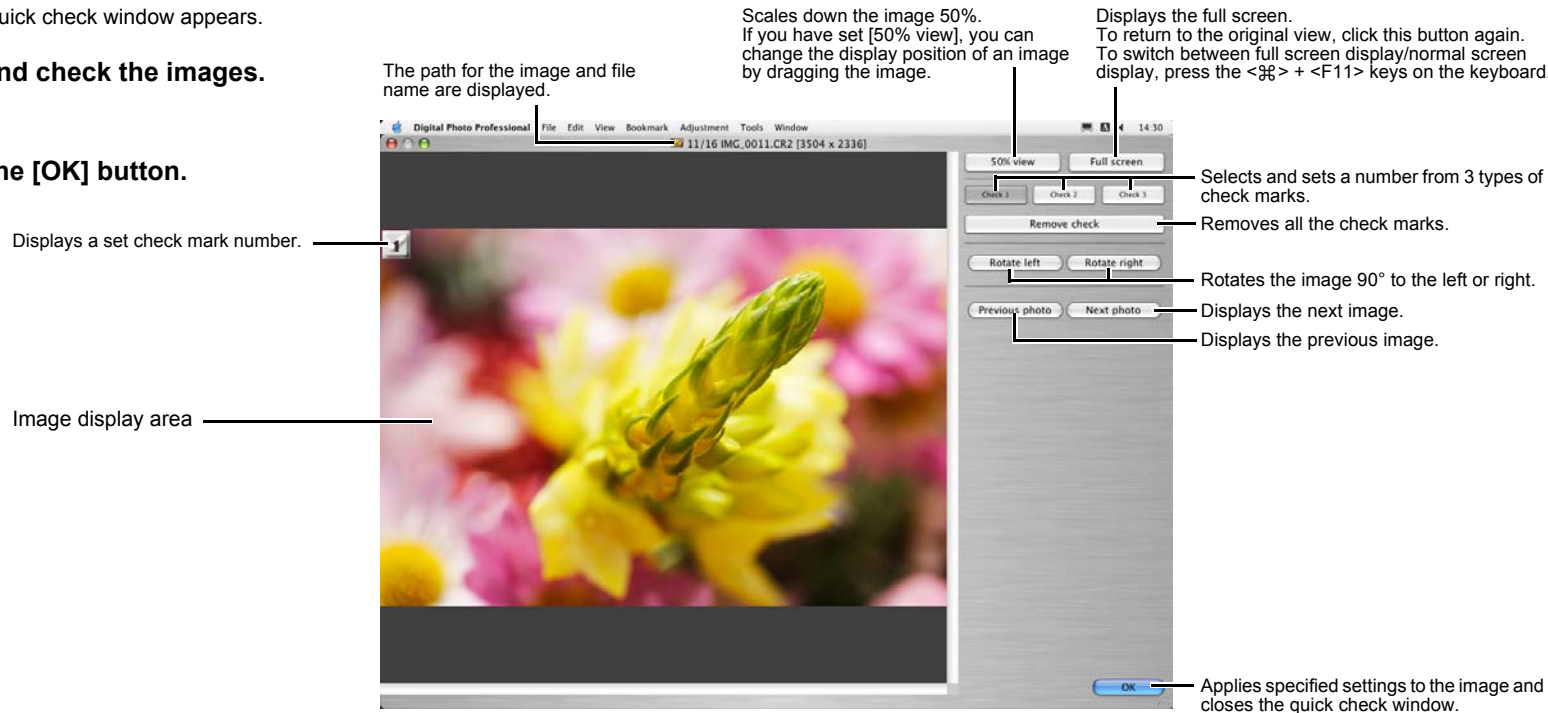 uick check window appears.
nd check the images.
ne [OK] button.
The path for the image and file
name are displayed.
Scales down the image 50%.
If you have set [50% view], you can
change the display position of an image
by dragging the image.
Displays the full screen.
To return to the original view, click this button again.
To switch between full screen display/normal screen
display, press the <⌘> + <F11> keys on the keyboard.
Digital Photo Professional File Edit View Bookmark Adjustment Tools Window 14:30
11/16 IMG_0011.CR2 [3504 x 2336]
50% view Full screen
Check 1 Check 2 Check 3
Selects and sets a number from 3 types of
check marks.
Remove check
Removes all the check marks.
Displays a set check mark number.
1
Rotate left Rotate right
Rotates the image 90° to the left or right.
Previous photo Next photo
Displays the next image.
Displays the previous image.
Image display area
OK
Applies specified settings to the image and
closes the quick check window.